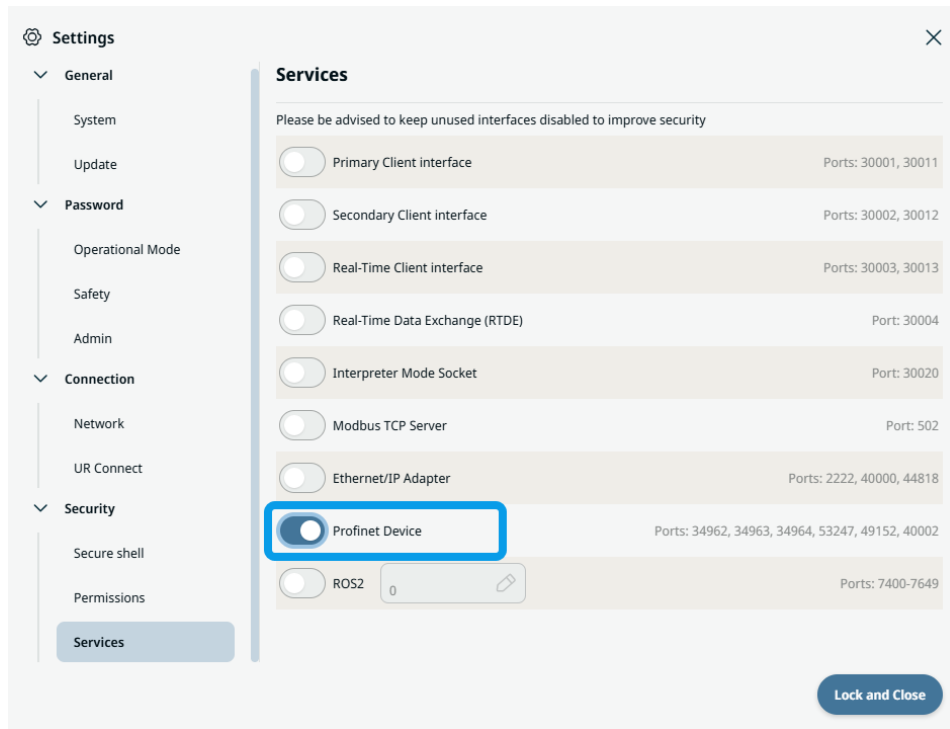 Settings
General
System
Update
Password
Operational Mode
Safety
Admin
Connection
Network
UR Connect
Security
Secure shell
Permissions
Services
Services
Please be advised to keep unused interfaces disabled to improve security
Primary Client interface Ports: 30001, 30011
Secondary Client interface Ports: 30002, 30012
Real-Time Client interface Ports: 30003, 30013
Real-Time Data Exchange (RTDE) Port: 30004
Interpreter Mode Socket Port: 30020
Modbus TCP Server Port: 502
Ethernet/IP Adapter Ports: 2222, 40000, 44818
Profinet Device Ports: 34962, 34963, 34964, 53247, 49152, 40002
ROS2 0 Ports: 7400-7649
Lock and Close